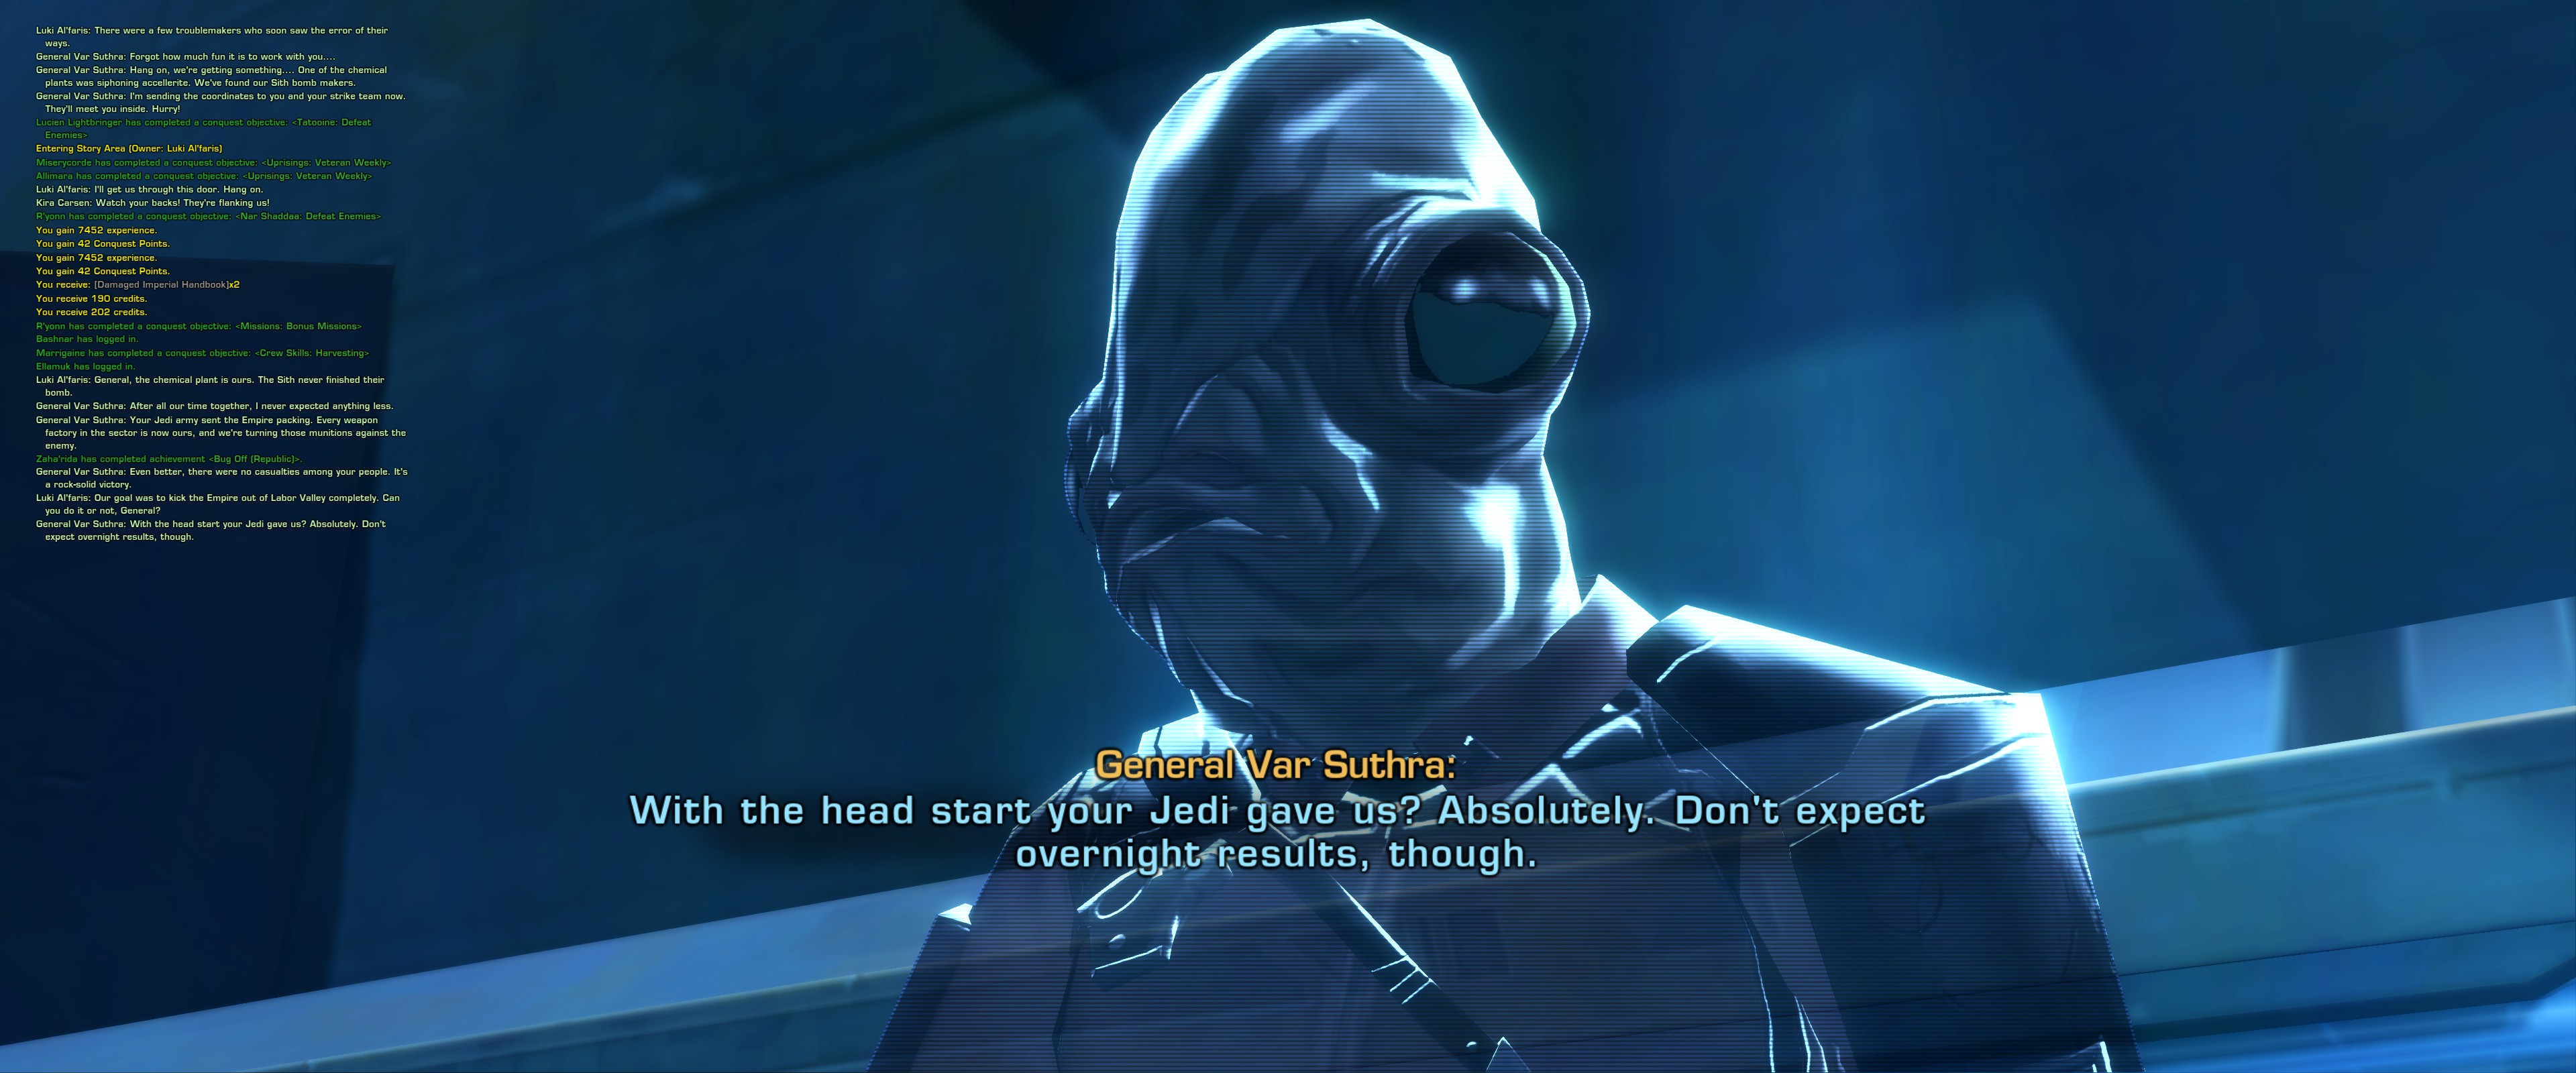 Luki Al'faris: There were a few troublemakers who soon saw the error of their
ways.
General Var Suthra: Forgot how much fun it is to work with you....
General Var Suthra: Hang on, we're getting something.... One of the chemical
plants was siphoning accellerite. We've found our Sith bomb makers.
General Var Suthra: I'm sending the coordinates to you and your strike team now.
They'll meet you inside. Hurry!
Lucien Lightbringer has completed a conquest objective: <Tatooine: Defeat
Enemies>
Entering Story Area (Owner: Luki Al'faris)
Miserycorde has completed a conquest objective: <Uprisings: Veteran Weekly>
Allimara has completed a conquest objective: <Uprisings: Veteran Weekly>
Luki Al'faris: I'll get us through this door. Hang on.
Kira Carsen: Watch your backs! They're flanking us!
R'yonn has completed a conquest objective: <Nar Shaddaa: Defeat Enemies>
You gain 7452 experience.
You gain 42 Conquest Points.
You gain 7452 experience.
You gain 42 Conquest Points.
You receive: [Damaged Imperial Handbook]x2
You receive 190 credits.
You receive 202 credits.
R'yonn has completed a conquest objective: <Missions: Bonus Missions>
Bashnar has logged in.
Marrigaine has completed a conquest objective: <Crew Skills: Harvesting>
Ellamuk has logged in.
Luki Al'faris: General, the chemical plant is ours. The Sith never finished their
bomb.
General Var Suthra: After all our time together, I never expected anything less.
General Var Suthra: Your Jedi army sent the Empire packing. Every weapon
factory in the sector is now ours, and we're turning those munitions against the
enemy.
Zaha'rida has completed achievement <Bug Off (Republic)>.
General Var Suthra: Even better, there were no casualties among your people. It's
a rock-solid victory.
Luki Al'faris: Our goal was to kick the Empire out of Labor Valley completely. Can
you do it or not, General?
General Var Suthra: With the head start your Jedi gave us? Absolutely. Don't
expect overnight results, though.
General Var Suthra:
With the head start your Jedi gave us? Absolutely. Don't expect
overnight results, though.